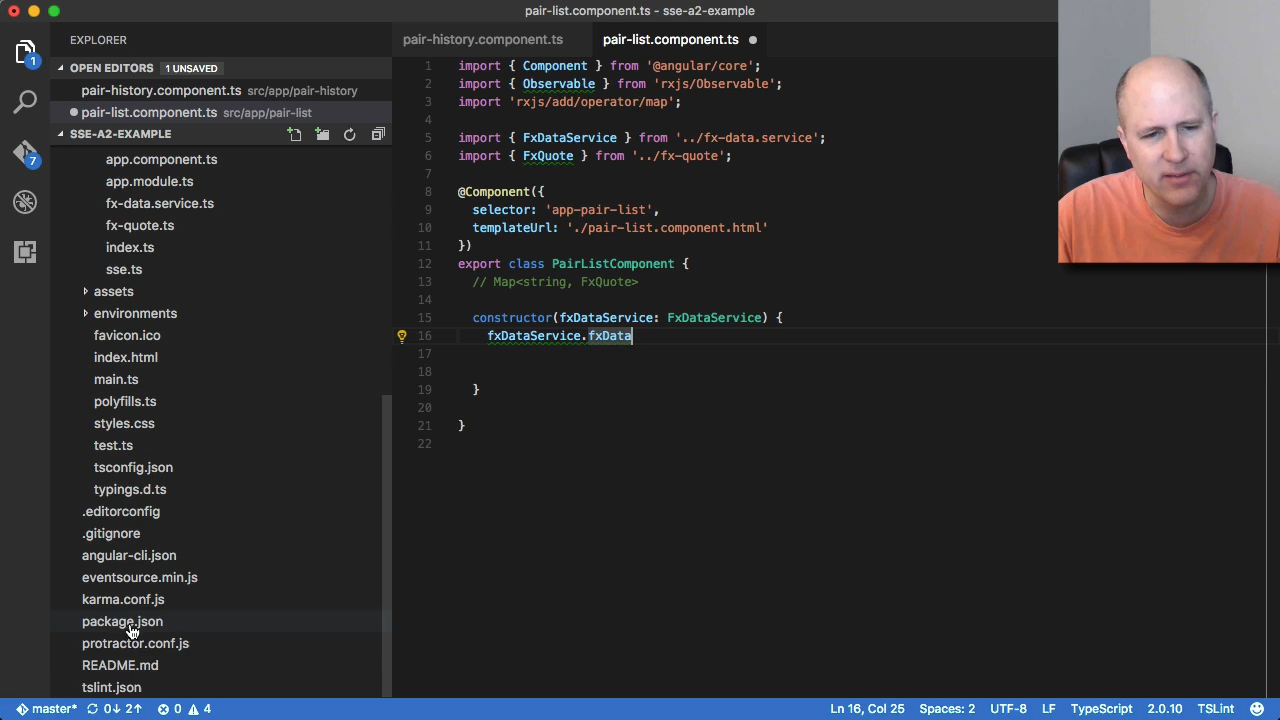 pair-list.component.ts - sse-a2-example
EXPLORER
OPEN EDITORS 1 UNSAVED
pair-history.component.ts src/app/pair-history
pair-list.component.ts src/app/pair-list
SSE-A2-EXAMPLE
app.component.ts
app.module.ts
fx-data.service.ts
fx-quote.ts
index.ts
sse.ts
assets
environments
favicon.ico
index.html
main.ts
polyfills.ts
styles.css
test.ts
tsconfig.json
typings.d.ts
.editorconfig
.gitignore
angular-cli.json
eventsource.min.js
karma.conf.js
package.json
protractor.conf.js
README.md
tslint.json
1
7
pair-history.component.ts pair-list.component.ts
1 import { Component } from '@angular/core';
2 import { Observable } from 'rxjs/Observable';
3 import 'rxjs/add/operator/map';
4
5 import { FxDataService } from '../fx-data.service';
6 import { FxQuote } from '../fx-quote';
7
8 @Component({
9 selector: 'app-pair-list',
10 templateUrl: './pair-list.component.html'
11 })
12 export class PairListComponent {
13 // Map<string, FxQuote>
14
15 constructor(fxDataService: FxDataService) {
16 fxDataService.fxData
17
18
19 }
20
21 }
22
master* 0↓ 2↑ 0 4 Ln 16, Col 25 Spaces: 2 UTF-8 LF TypeScript 2.0.10 TSLint